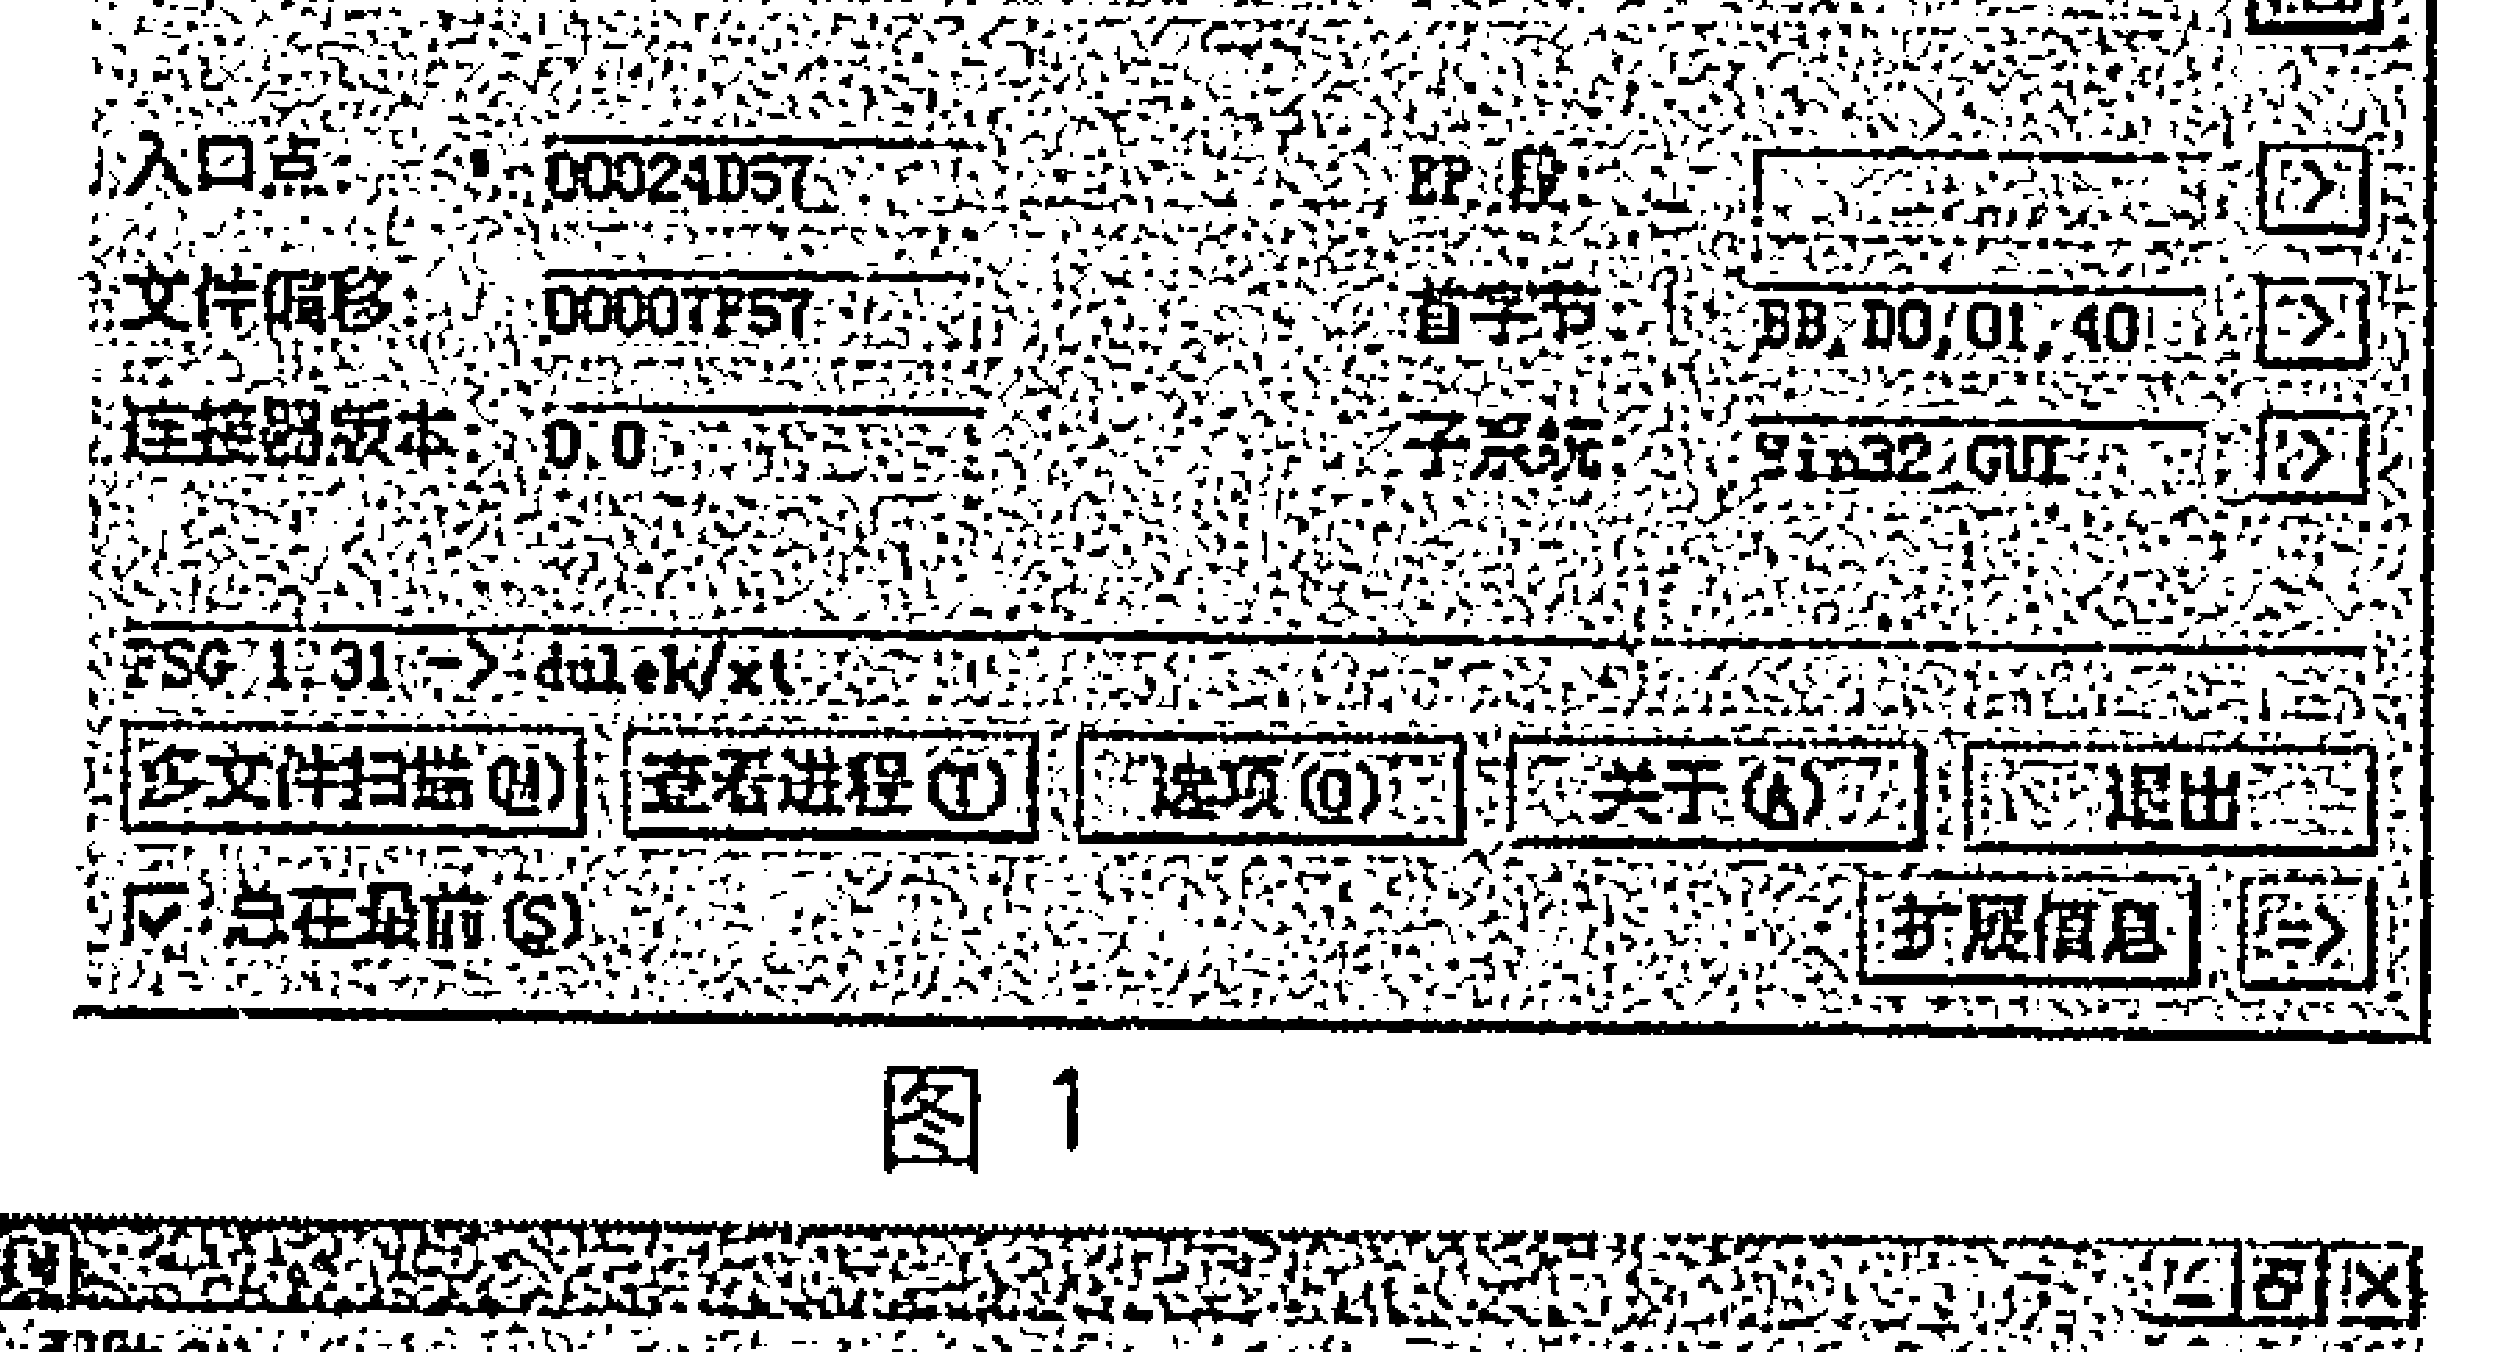 入口点: 00024D57 EP 段:
文件偏移: 00007F57 首字节: BB,D0,01,40
连接器版本: 0.0 子系统: Win32 GUI
FSG 1.31 -> dulek/xt
多文件扫描(M) 查看进程(T) 选项(O) 关于(A) 退出
总在最前(S) 扩展信息 =>
图 1